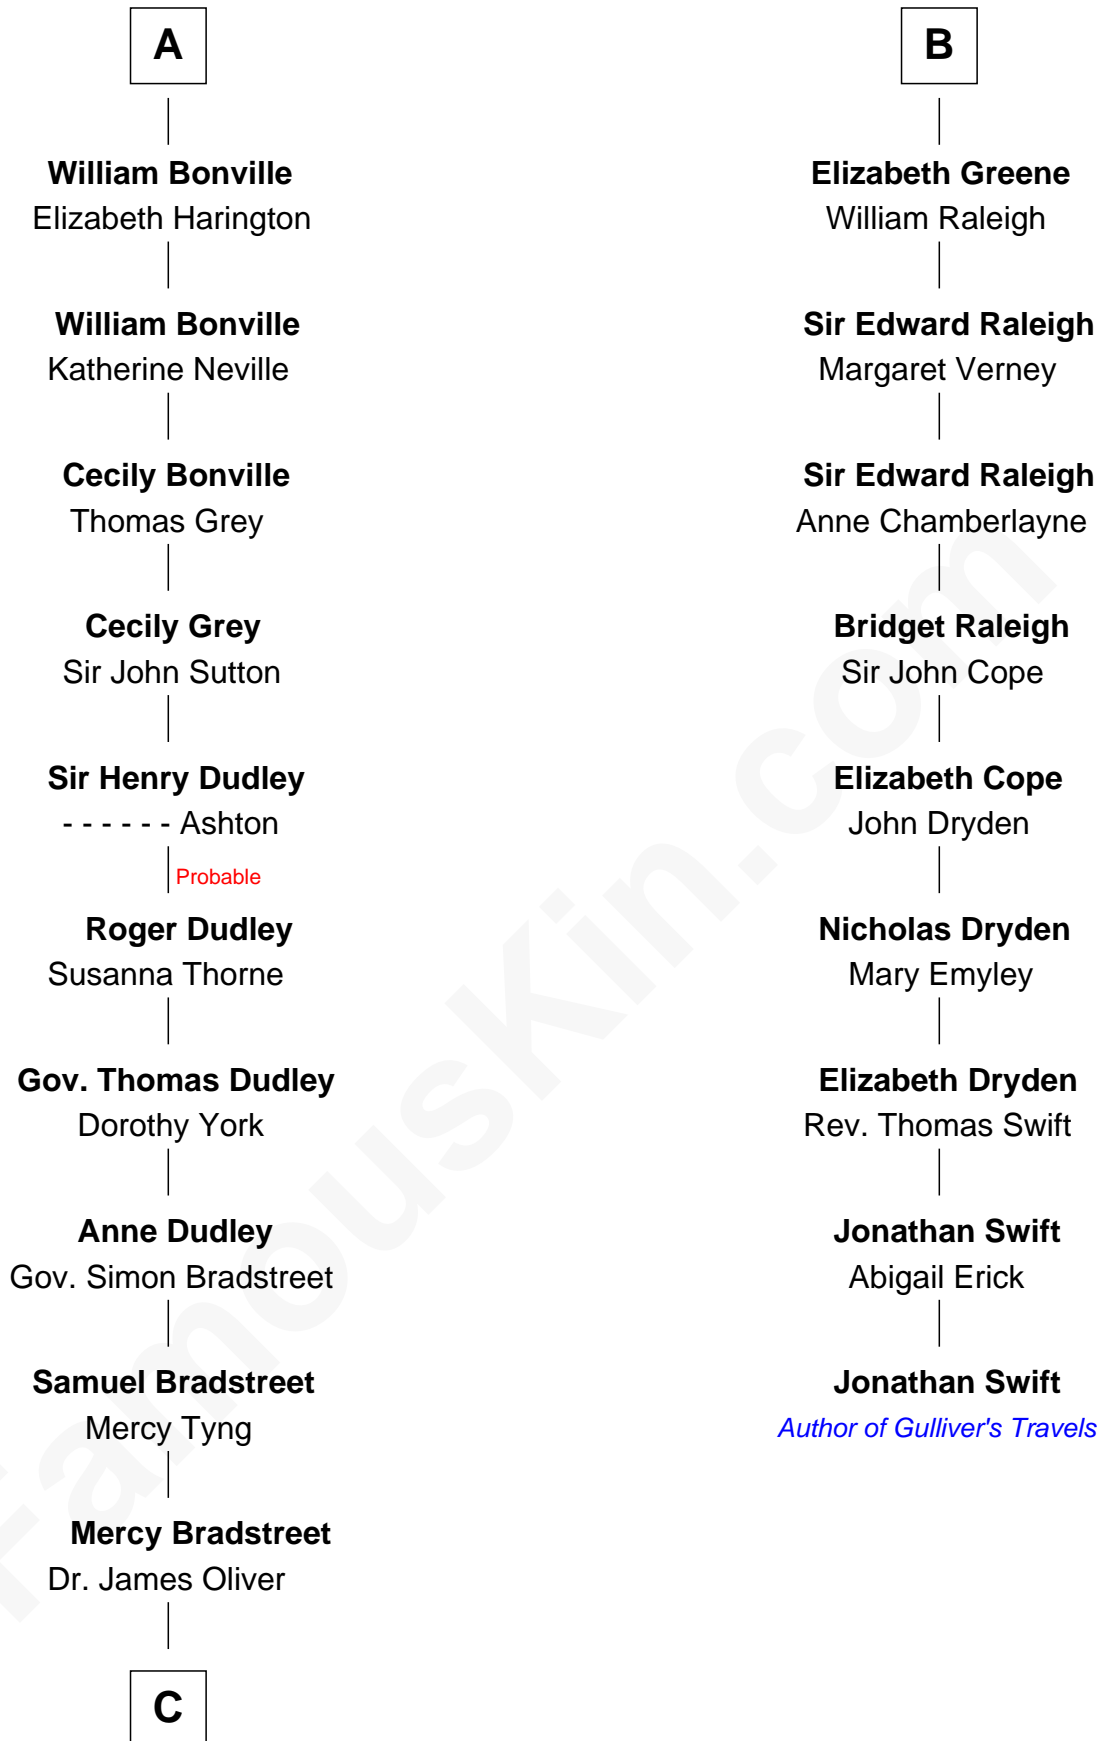 A
William Bonville
Elizabeth Harington
William Bonville
Katherine Neville
Cecily Bonville
Thomas Grey
Cecily Grey
Sir John Sutton
Sir Henry Dudley
- - - - - - Ashton
Probable
Roger Dudley
Susanna Thorne
Gov. Thomas Dudley
Dorothy York
Anne Dudley
Gov. Simon Bradstreet
Samuel Bradstreet
Mercy Tyng
Mercy Bradstreet
Dr. James Oliver
C
B
Elizabeth Greene
William Raleigh
Sir Edward Raleigh
Margaret Verney
Sir Edward Raleigh
Anne Chamberlayne
Bridget Raleigh
Sir John Cope
Elizabeth Cope
John Dryden
Nicholas Dryden
Mary Emyley
Elizabeth Dryden
Rev. Thomas Swift
Jonathan Swift
Abigail Erick
Jonathan Swift
Author of Gulliver's Travels
FamousKin.com